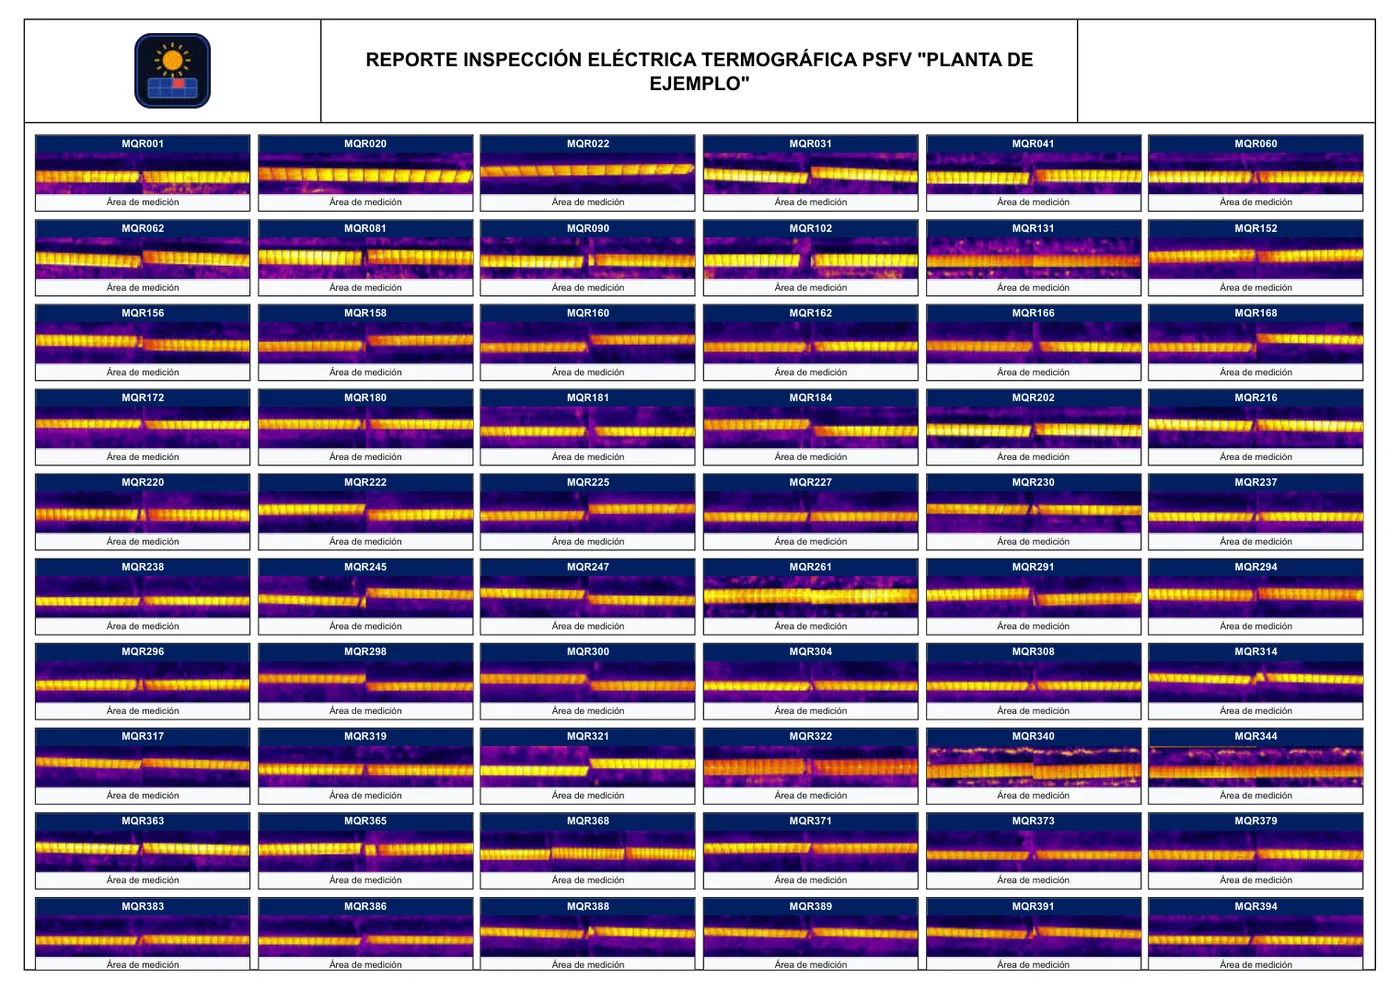 REPORTE INSPECCIÓN ELÉCTRICA TERMOGRÁFICA PSFV "PLANTA DE
EJEMPLO"
MQR001 MQR020 MQR022 MQR031 MQR041 MQR060
Área de medición Área de medición Área de medición Área de medición Área de medición Área de medición
MQR062 MQR081 MQR090 MQR102 MQR131 MQR152
Área de medición Área de medición Área de medición Área de medición Área de medición Área de medición
MQR156 MQR158 MQR160 MQR162 MQR166 MQR168
Área de medición Área de medición Área de medición Área de medición Área de medición Área de medición
MQR172 MQR180 MQR181 MQR184 MQR202 MQR216
Área de medición Área de medición Área de medición Área de medición Área de medición Área de medición
MQR220 MQR222 MQR225 MQR227 MQR230 MQR237
Área de medición Área de medición Área de medición Área de medición Área de medición Área de medición
MQR238 MQR245 MQR247 MQR261 MQR291 MQR294
Área de medición Área de medición Área de medición Área de medición Área de medición Área de medición
MQR296 MQR298 MQR300 MQR304 MQR308 MQR314
Área de medición Área de medición Área de medición Área de medición Área de medición Área de medición
MQR317 MQR319 MQR321 MQR322 MQR340 MQR344
Área de medición Área de medición Área de medición Área de medición Área de medición Área de medición
MQR363 MQR365 MQR368 MQR371 MQR373 MQR379
Área de medición Área de medición Área de medición Área de medición Área de medición Área de medición
MQR383 MQR386 MQR388 MQR389 MQR391 MQR394
Área de medición Área de medición Área de medición Área de medición Área de medición Área de medición